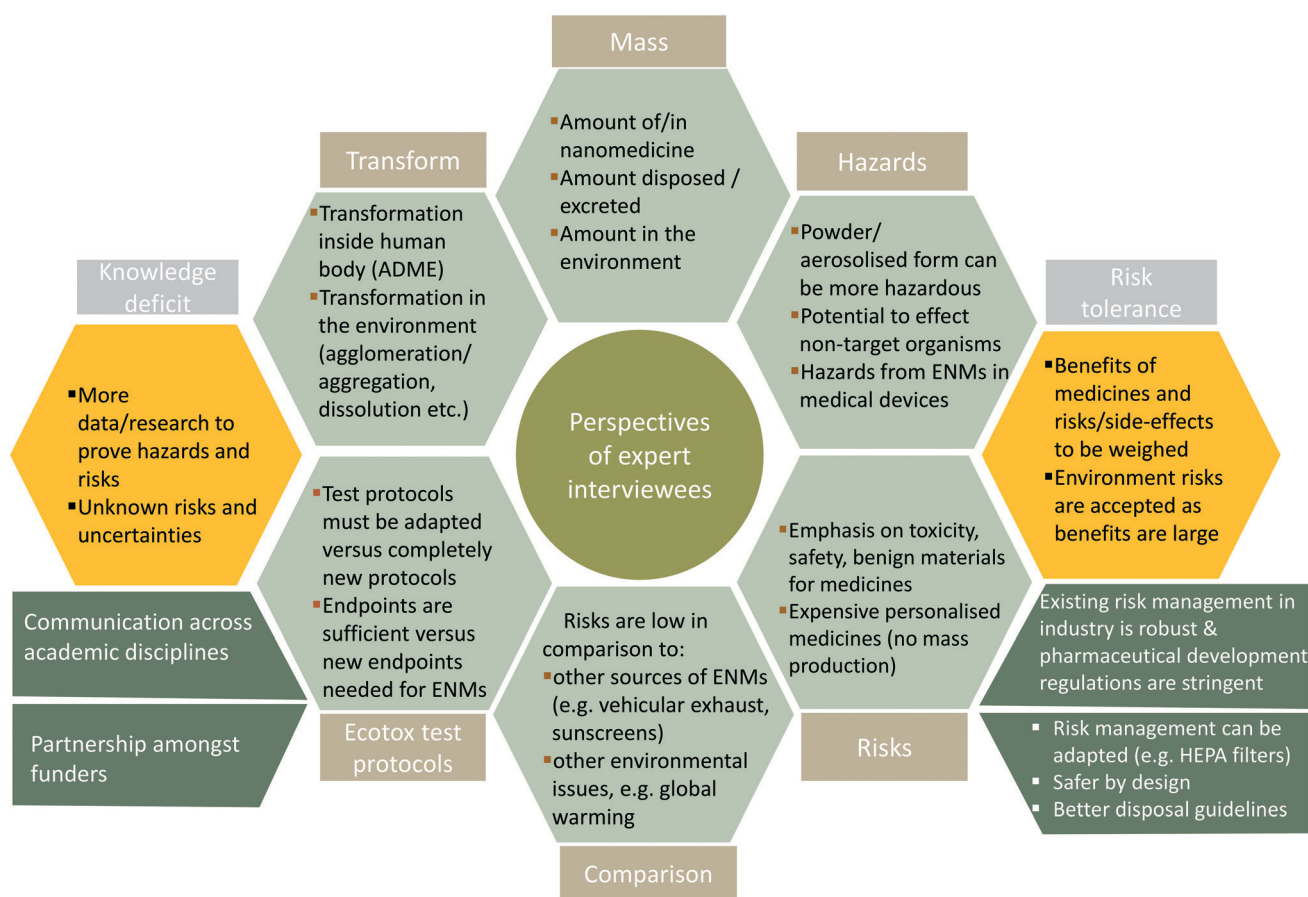 Mass
▪Amount of/in
nanomedicine
▪Amount disposed /
excreted
▪Amount in the
environment
Transform
▪Transformation
inside human
body (ADME)
▪Transformation in
the environment
(agglomeration/
aggregation,
dissolution etc.)
Hazards
▪Powder/
aerosolised form can
be more hazardous
▪Potential to effect
non-target organisms
▪Hazards from ENMs in
medical devices
Knowledge
deficit
▪More
data/research to
prove hazards and
risks
▪Unknown risks and
uncertainties
Perspectives
of expert
interviewees
Risk
tolerance
▪Benefits of
medicines and
risks/side-effects
to be weighed
▪Environment risks
are accepted as
benefits are large
▪Test protocols
must be adapted
versus completely
new protocols
▪Endpoints are
sufficient versus
new endpoints
needed for ENMs
Ecotox test
protocols
Risks are low in
comparison to:
▪other sources of ENMs
(e.g. vehicular exhaust,
sunscreens)
▪other environmental
issues, e.g. global
warming
Comparison
▪Emphasis on toxicity,
safety, benign materials
for medicines
▪Expensive personalised
medicines (no mass
production)
Risks
Communication across
academic disciplines
Partnership amongst
funders
Existing risk management in
industry is robust &
pharmaceutical development
regulations are stringent
▪ Risk management can be
adapted (e.g. HEPA filters)
▪ Safer by design
▪ Better disposal guidelines